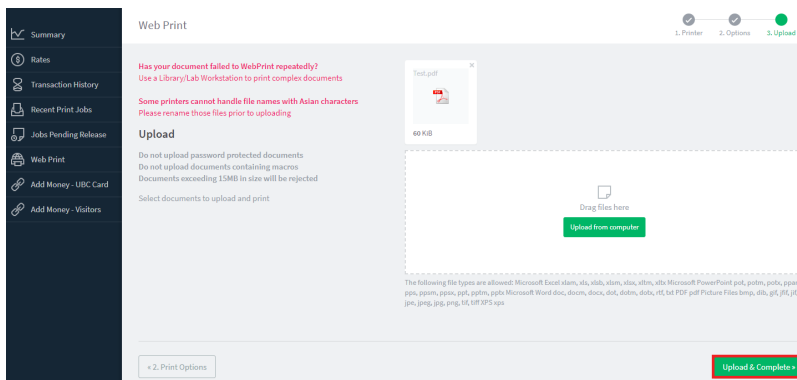 Summary
Rates
Transaction History
Recent Print Jobs
Jobs Pending Release
Web Print
Add Money - UBC Card
Add Money - Visitors
Web Print
1. Printer
2. Options
3. Upload
Has your document failed to WebPrint repeatedly?
Use a Library/Lab Workstation to print complex documents
Some printers cannot handle file names with Asian characters
Please rename those files prior to uploading
Upload
Do not upload password protected documents
Do not upload documents containing macros
Documents exceeding 15MB in size will be rejected
Select documents to upload and print
Test.pdf
60 KiB
Drag files here
Upload from computer
The following file types are allowed: Microsoft Excel xlam, xls, xlsb, xlsm, xlsx, xltm, xltx Microsoft PowerPoint pot, potm, potx, ppam,
pps, ppsm, ppsx, ppt, pptm, pptx Microsoft Word doc, docm, docx, dot, dotm, dotx, rtf, txt PDF pdf Picture Files bmp, dib, gif, jfif, jif,
jpe, jpeg, jpg, png, tif, tiff XPS xps
« 2. Print Options
Upload & Complete »